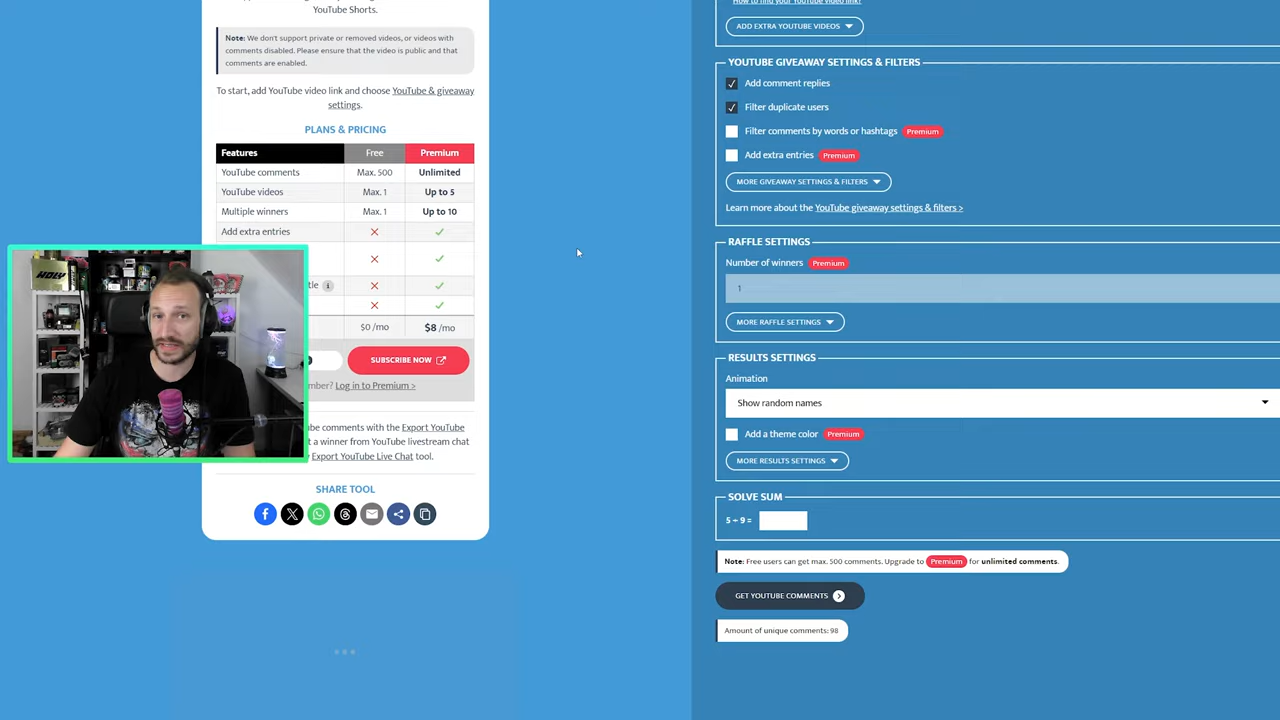 YouTube Shorts.
Note: We don't support private or removed videos, or videos with
comments disabled. Please ensure that the video is public and that
comments are enabled.
To start, add YouTube video link and choose YouTube & giveaway
settings.
PLANS & PRICING
Features Free Premium
YouTube comments Max. 500 Unlimited
YouTube videos Max. 1 Up to 5
Multiple winners Max. 1 Up to 10
Add extra entries
$0 /mo $8 /mo
SUBSCRIBE NOW
Log in to Premium >
comments with the Export YouTube
a winner from YouTube livestream chat
Export YouTube Live Chat tool.
SHARE TOOL
HOLY
How to find your YouTube video link?
ADD EXTRA YOUTUBE VIDEOS
YOUTUBE GIVEAWAY SETTINGS & FILTERS
Add comment replies
Filter duplicate users
Filter comments by words or hashtags Premium
Add extra entries Premium
MORE GIVEAWAY SETTINGS & FILTERS
Learn more about the YouTube giveaway settings & filters >
RAFFLE SETTINGS
Number of winners Premium
1
MORE RAFFLE SETTINGS
RESULTS SETTINGS
Animation
Show random names
Add a theme color Premium
MORE RESULTS SETTINGS
SOLVE SUM
5 + 9 =
Note: Free users can get max. 500 comments. Upgrade to Premium for unlimited comments.
GET YOUTUBE COMMENTS
Amount of unique comments: 98